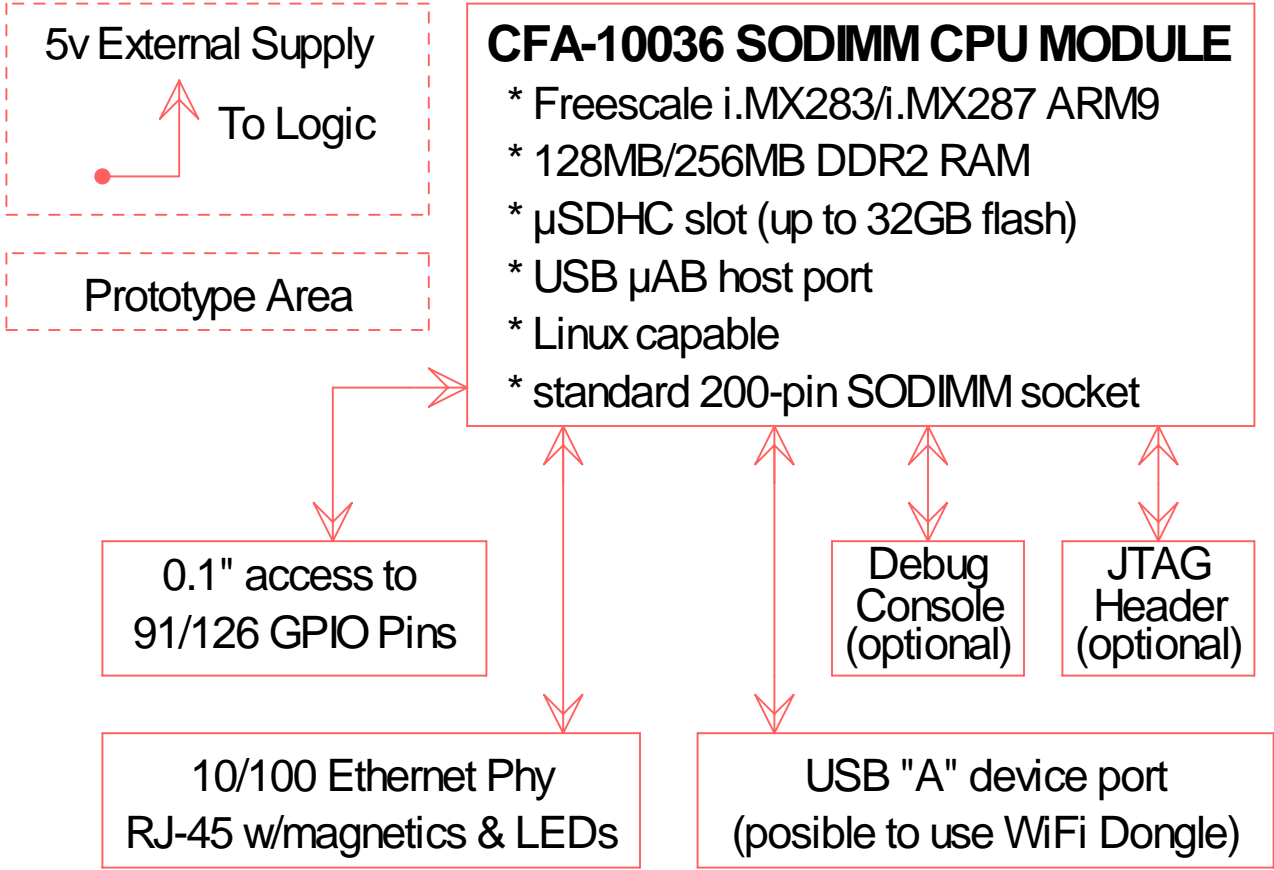 5v External Supply
To Logic
Prototype Area
CFA-10036 SODIMM CPU MODULE
* Freescale i.MX283/i.MX287 ARM9
* 128MB/256MB DDR2 RAM
* µSDHC slot (up to 32GB flash)
* USB µAB host port
* Linux capable
* standard 200-pin SODIMM socket
0.1" access to
91/126 GPIO Pins
Debug
Console
(optional)
JTAG
Header
(optional)
10/100 Ethernet Phy
RJ-45 w/magnetics & LEDs
USB "A" device port
(posible to use WiFi Dongle)